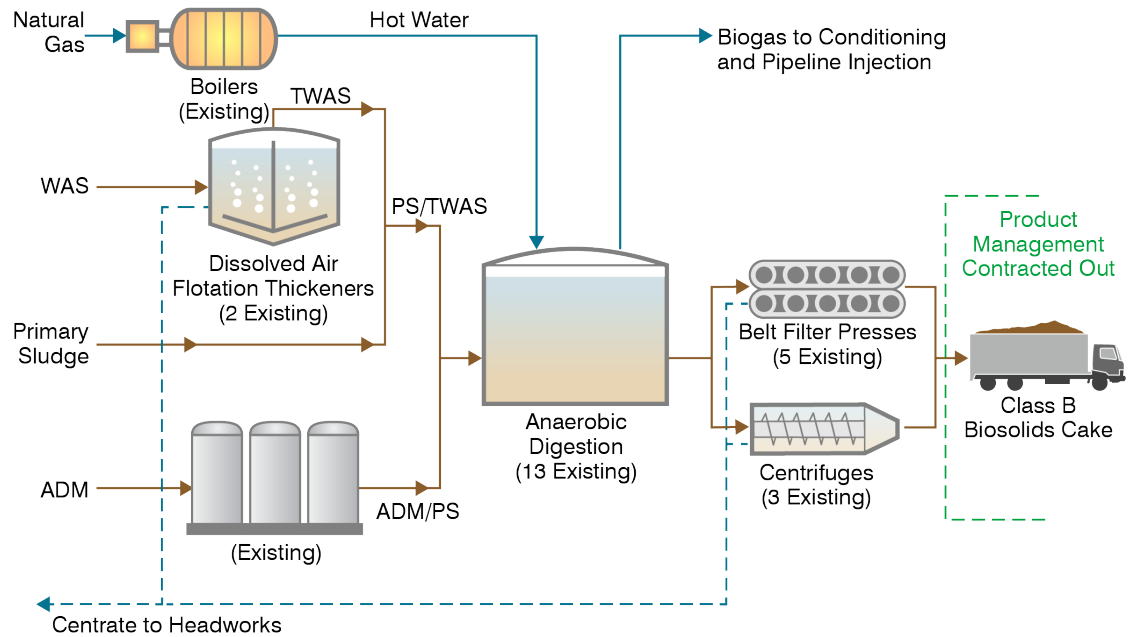 Natural
Gas
Hot Water
Biogas to Conditioning
and Pipeline Injection
Boilers
(Existing)
TWAS
WAS
PS/TWAS
Dissolved Air
Flotation Thickeners
(2 Existing)
Product
Management
Contracted Out
Primary
Sludge
Belt Filter Presses
(5 Existing)
Class B
Biosolids Cake
Anaerobic
Digestion
(13 Existing)
Centrifuges
(3 Existing)
ADM
ADM/PS
(Existing)
Centrate to Headworks